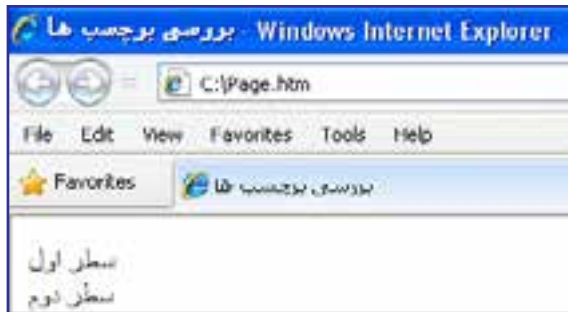 بررسی برچسب ها - Windows Internet Explorer
C:\Page.htm
File Edit View Favorites Tools Help
Favorites بررسی برچسب ها
سطر اول
سطر دوم